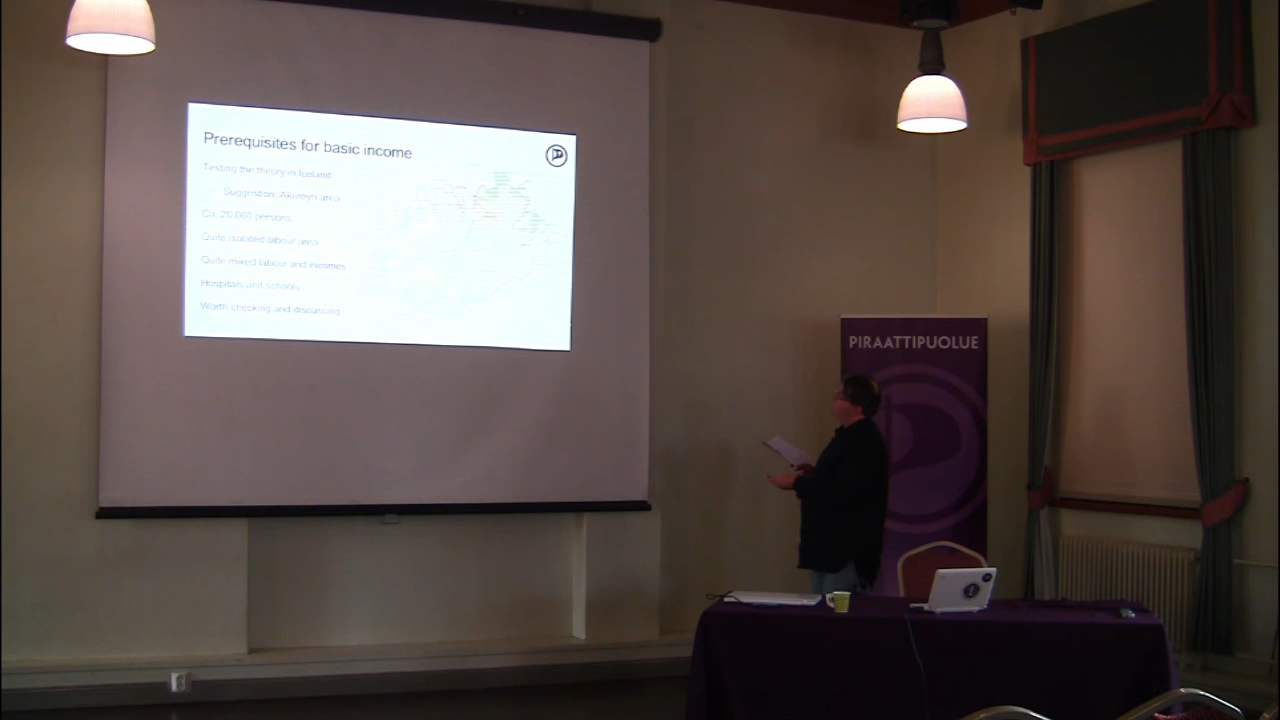 Prerequisites for basic income
Testing the theory in Iceland
Suggestion: Akureyri area
Ca. 20.000 persons
Quite isolated labour area
Quite mixed labour and incomes
Hospitals and schools
Worth checking and discussing
PIRAATTIPUOLUE